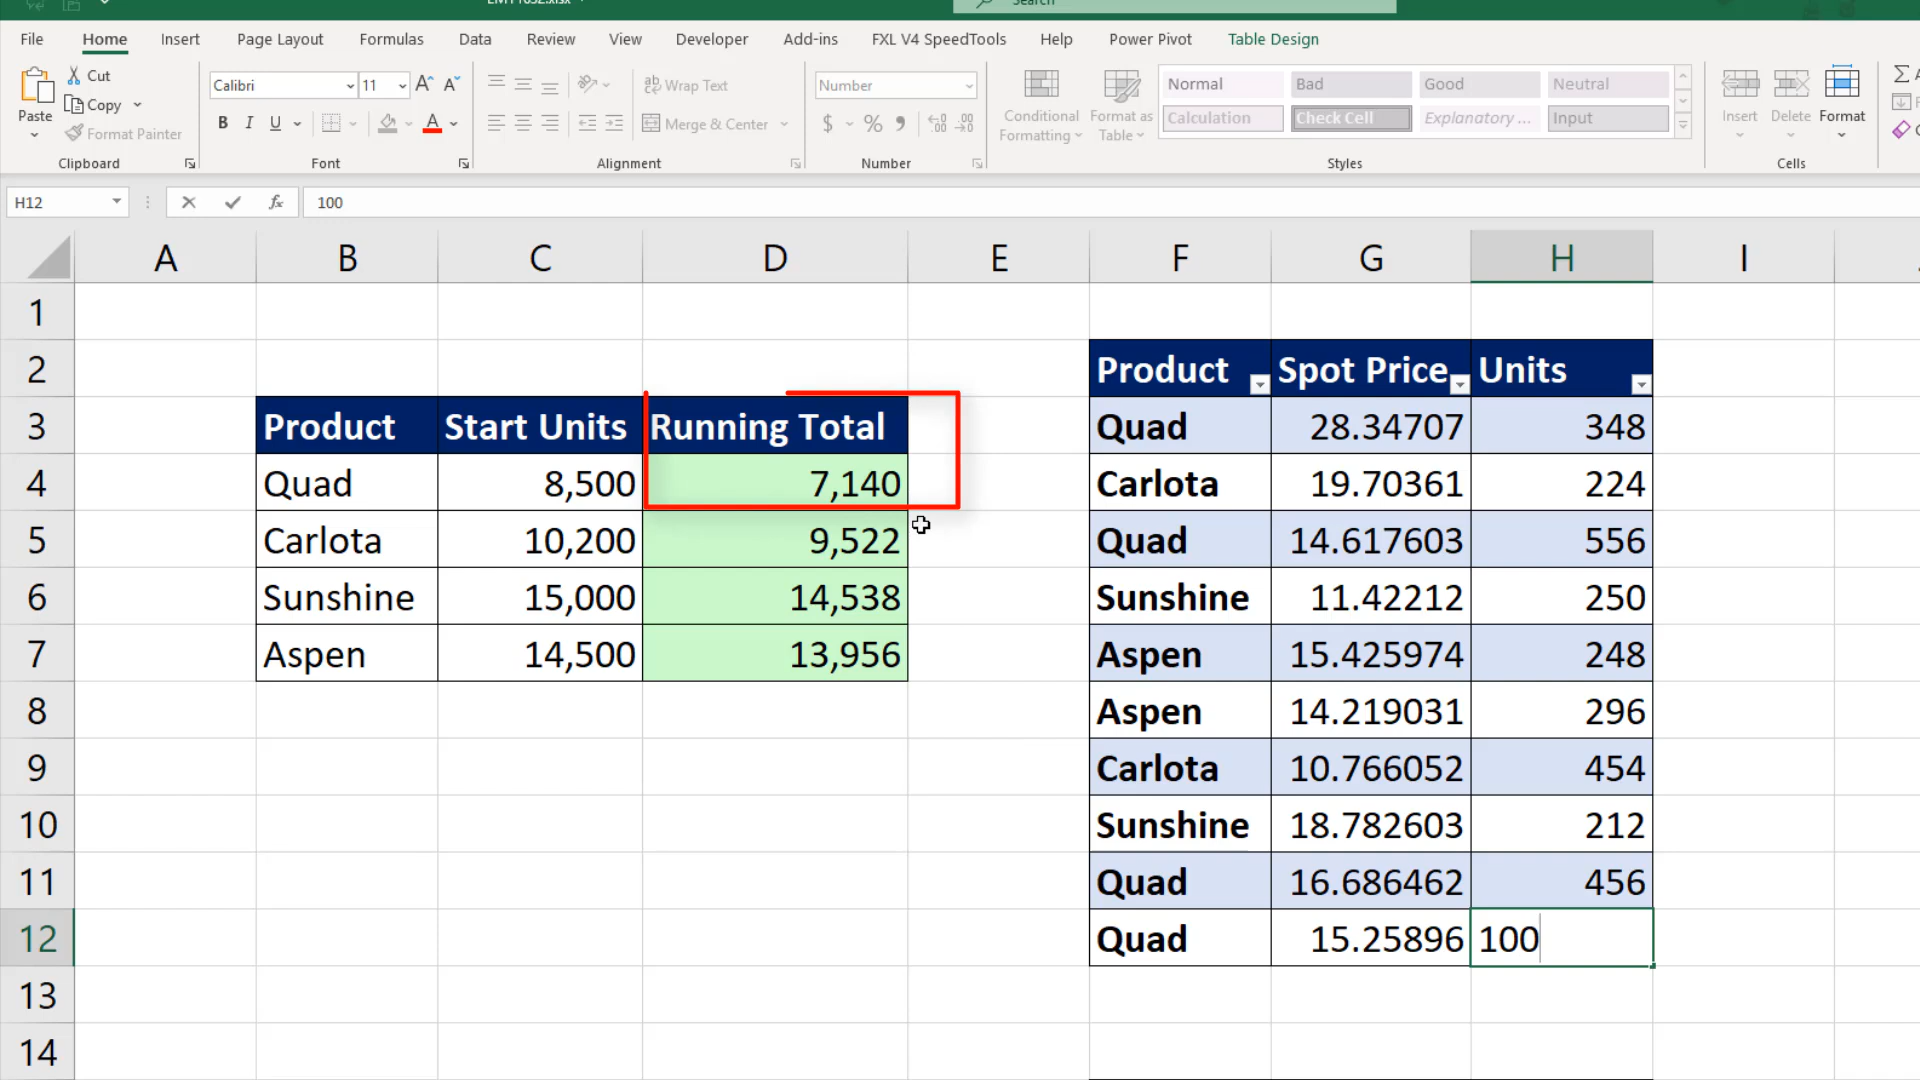 Search
File Home Insert Page Layout Formulas Data Review View Developer Add-ins FXL V4 SpeedTools Help Power Pivot Table Design
Paste Cut Copy Format Painter
Clipboard
Calibri 11
B I U A
Font
Wrap Text
Merge & Center
Alignment
Number
$ % 9
Number
Conditional Formatting
Format as Table
Normal Bad Good Neutral
Calculation Check Cell Explanatory ... Input
Styles
Insert Delete Format
Cells
H12 fx 100
A B C D E F G H I
1
2 Product Spot Price Units
3 Product Start Units Running Total Quad 28.34707 348
4 Quad 8,500 7,140 Carlota 19.70361 224
5 Carlota 10,200 9,522 Quad 14.617603 556
6 Sunshine 15,000 14,538 Sunshine 11.42212 250
7 Aspen 14,500 13,956 Aspen 15.425974 248
8 Aspen 14.219031 296
9 Carlota 10.766052 454
10 Sunshine 18.782603 212
11 Quad 16.686462 456
12 Quad 15.25896 100
13
14